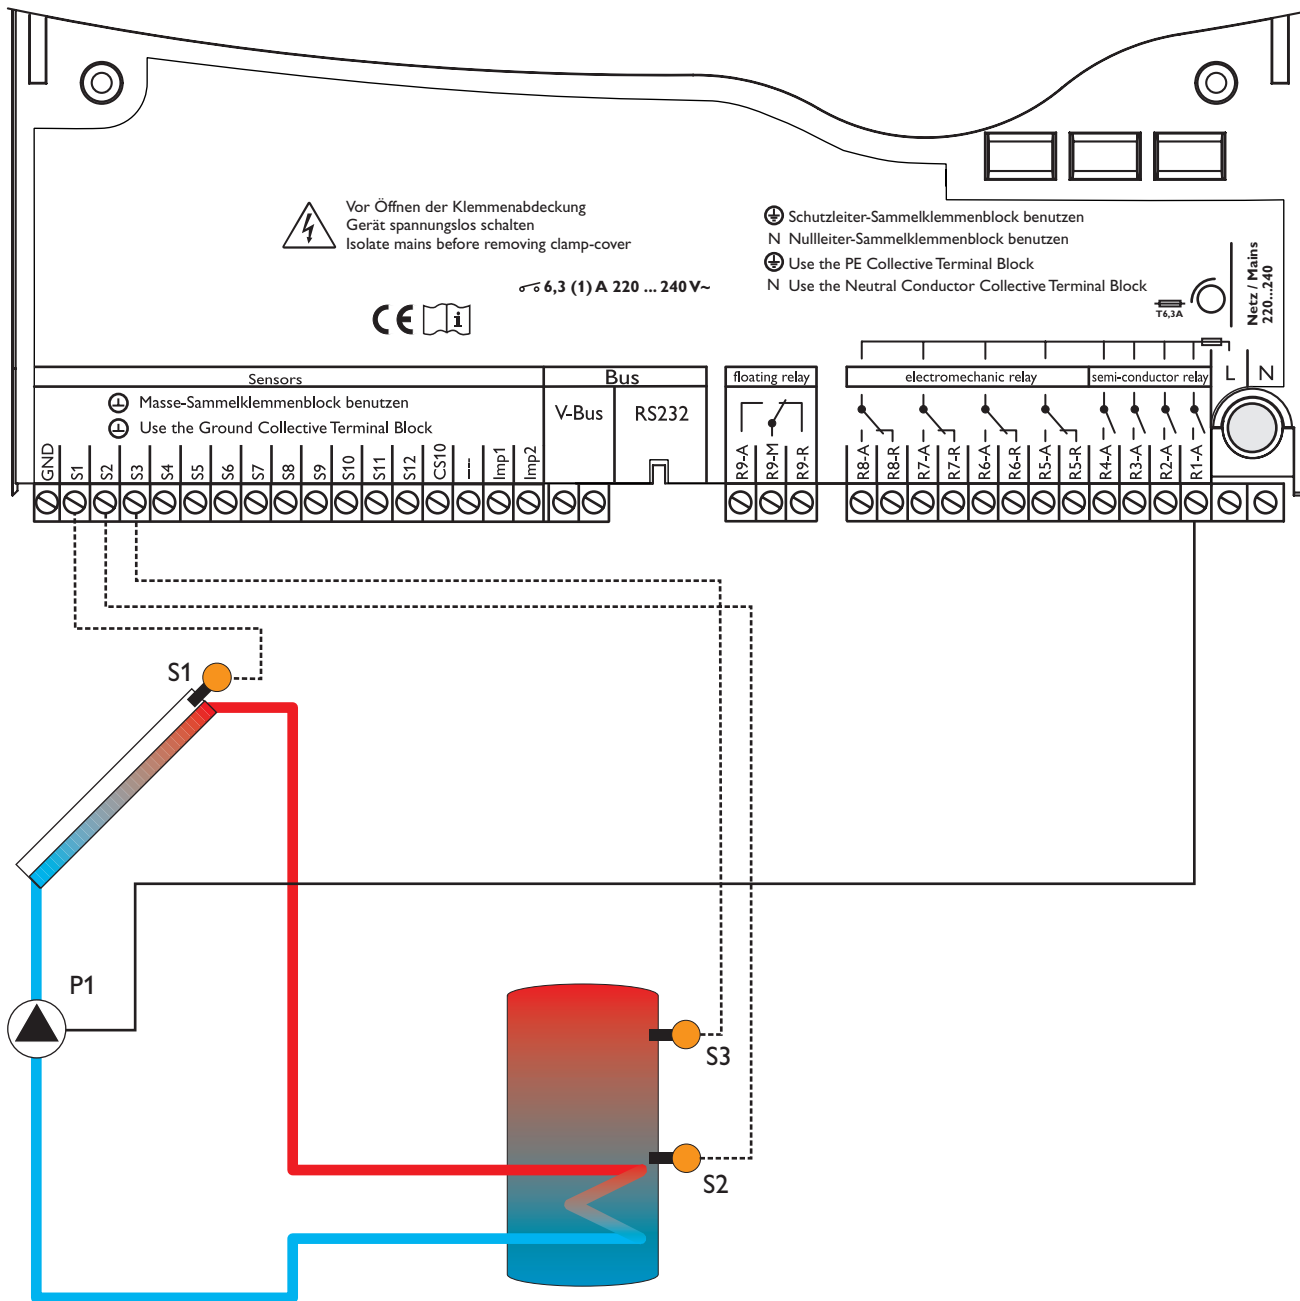 Vor Öffnen der Klemmenabdeckung
Gerät spannungslos schalten
Isolate mains before removing clamp-cover
6,3 (1) A 220 ... 240 V~
CE i
Schutzleiter-Sammelklemmenblock benutzen
N Nullleiter-Sammelklemmenblock benutzen
Use the PE Collective Terminal Block
N Use the Neutral Conductor Collective Terminal Block
T6,3A
Netz / Mains
220...240
Sensors
Bus
floating relay
electromechanic relay
semi-conductor relay
L
N
Masse-Sammelklemmenblock benutzen
Use the Ground Collective Terminal Block
V-Bus
RS232
GND
S1
S2
S3
S4
S5
S6
S7
S8
S9
S10
S11
S12
CS10
---
Imp1
Imp2
R9-A
R9-M
R9-R
R8-A
R8-R
R7-A
R7-R
R6-A
R6-R
R5-A
R5-R
R4-A
R3-A
R2-A
R1-A
S1
P1
S3
S2